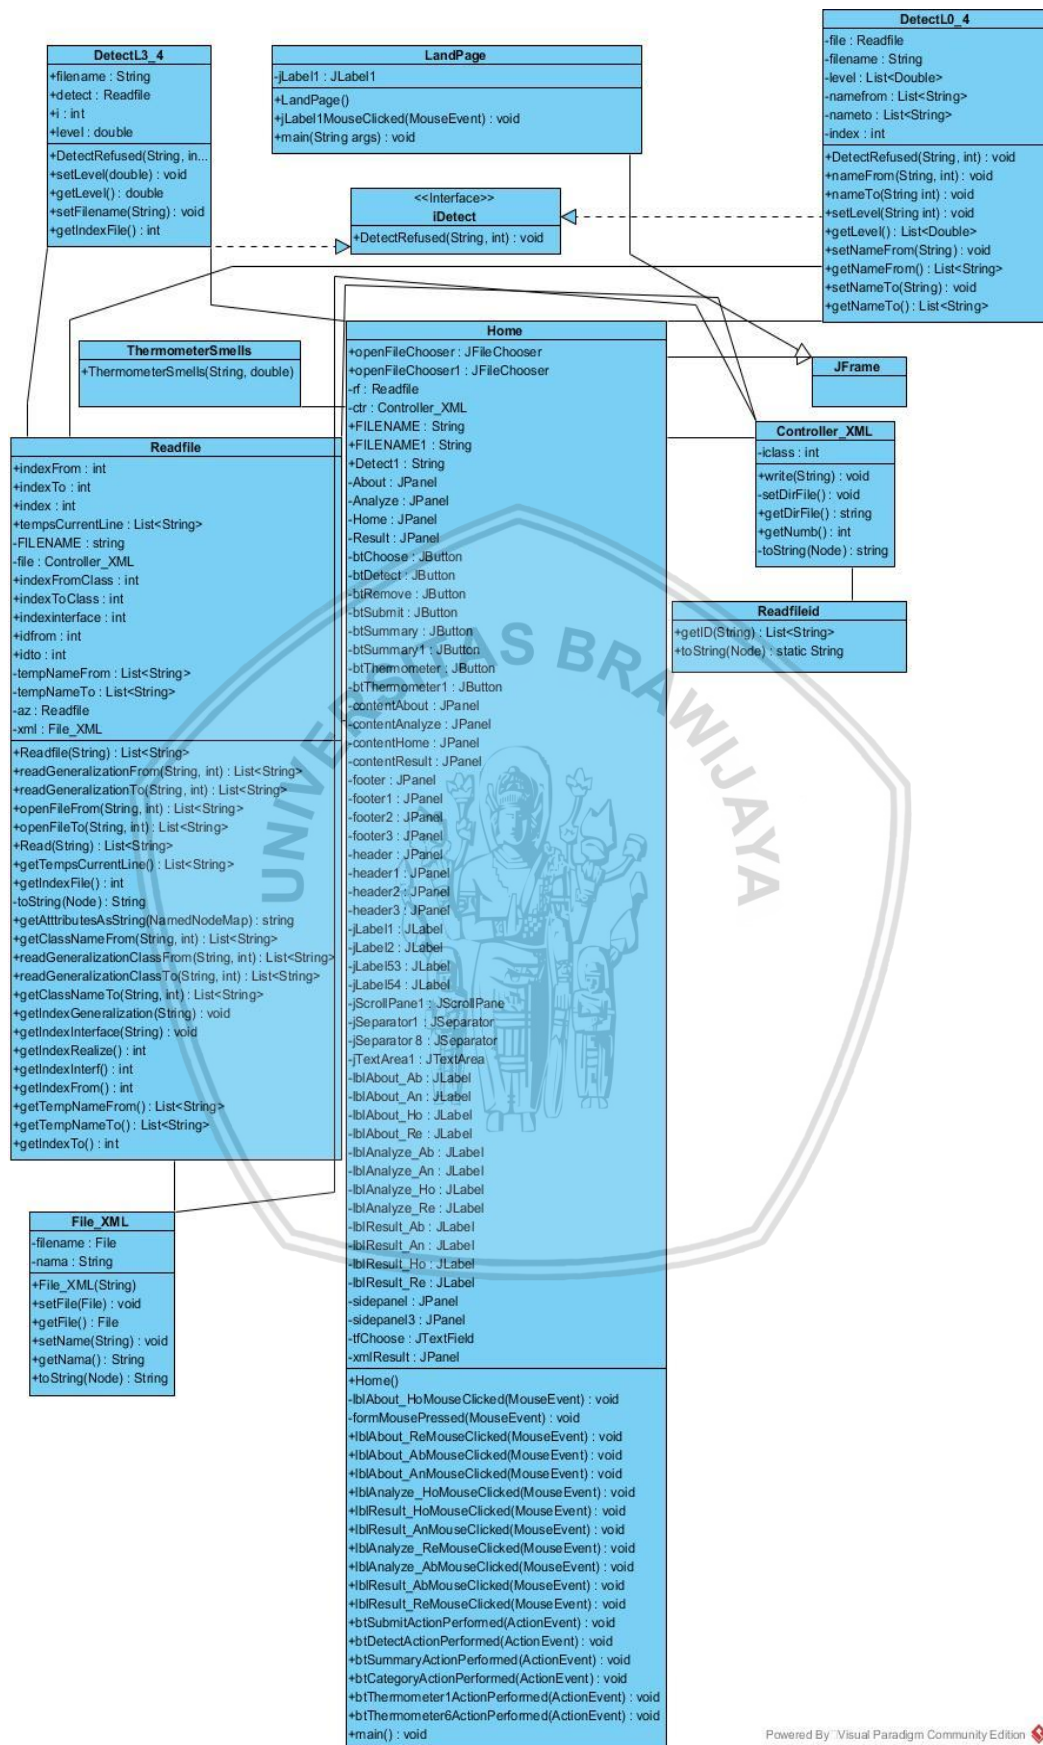 DetectL3_4
+filename : String
+detect : Readfile
+i : int
+level : double
+DetectRefused(String, in...
+setLevel(double) : void
+getLevel() : double
+setFilename(String) : void
+getIndexFile() : int
LandPage
-jLabel1 : JLabel1
+LandPage()
+jLabel1MouseClicked(MouseEvent) : void
+main(String args) : void
DetectL0_4
-file : Readfile
-filename : String
-level : List<Double>
-namefrom : List<String>
-nameto : List<String>
-index : int
+DetectRefused(String, int) : void
+nameFrom(String, int) : void
+nameTo(String int) : void
+setLevel(String int) : void
+getLevel() : List<Double>
+setNameFrom(String) : void
+getNameFrom() : List<String>
+setNameTo(String) : void
+getNameTo() : List<String>
<<Interface>>
iDetect
+DetectRefused(String, int) : void
ThermometerSmells
+ThermometerSmells(String, double)
JFrame
Controller_XML
-iclass : int
+write(String) : void
-setDirFile() : void
+getDirFile() : string
+getNumb() : int
-toString(Node) : string
Readfileid
+getID(String) : List<String>
+toString(Node) : static String
Readfile
+indexFrom : int
+indexTo : int
+index : int
+tempsCurrentLine : List<String>
-FILENAME : string
-file : Controller_XML
+indexFromClass : int
+indexToClass : int
+indexinterface : int
+idfrom : int
+idto : int
-tempNameFrom : List<String>
-tempNameTo : List<String>
-az : Readfile
-xml : File_XML
+Readfile(String) : List<String>
+readGeneralizationFrom(String, int) : List<String>
+readGeneralizationTo(String, int) : List<String>
+openFileFrom(String, int) : List<String>
+openFileTo(String, int) : List<String>
+Read(String) : List<String>
+getTempsCurrentLine() : List<String>
+getIndexFile() : int
-toString(Node) : String
+getAtttributesAsString(NamedNodeMap) : string
+getClassNameFrom(String, int) : List<String>
+readGeneralizationClassFrom(String, int) : List<String>
+readGeneralizationClassTo(String, int) : List<String>
+getClassNameTo(String, int) : List<String>
+getIndexGeneralization(String) : void
+getIndexInterface(String) : void
+getIndexRealize() : int
+getIndexInterf() : int
+getIndexFrom() : int
+getTempNameFrom() : List<String>
+getTempNameTo() : List<String>
+getIndexTo() : int
File_XML
-filename : File
-nama : String
+File_XML(String)
+setFile(File) : void
+getFile() : File
+setName(String) : void
+getNama() : String
+toString(Node) : String
Home
+openFileChooser : JFileChooser
+openFileChooser1 : JFileChooser
-rf : Readfile
-ctr : Controller_XML
+FILENAME : String
+FILENAME1 : String
+Detect1 : String
-About : JPanel
-Analyze : JPanel
-Home : JPanel
-Result : JPanel
-btChoose : JButton
-btDetect : JButton
-btRemove : JButton
-btSubmit : JButton
-btSummary : JButton
-btSummary1 : JButton
-btThermometer : JButton
-btThermometer1 : JButton
-contentAbout : JPanel
-contentAnalyze : JPanel
-contentHome : JPanel
-contentResult : JPanel
-footer : JPanel
-footer1 : JPanel
-footer2 : JPanel
-footer3 : JPanel
-header : JPanel
-header1 : JPanel
-header2 : JPanel
-header3 : JPanel
-jLabel1 : JLabel
-jLabel2 : JLabel
-jLabel53 : JLabel
-jLabel54 : JLabel
-jScrollPane1 : JScrollPane
-jSeparator1 : JSeparator
-jSeparator8 : JSeparator
-jTextArea1 : JTextArea
-lblAbout_Ab : JLabel
-lblAbout_An : JLabel
-lblAbout_Ho : JLabel
-lblAbout_Re : JLabel
-lblAnalyze_Ab : JLabel
-lblAnalyze_An : JLabel
-lblAnalyze_Ho : JLabel
-lblAnalyze_Re : JLabel
-lblResult_Ab : JLabel
-lblResult_An : JLabel
-lblResult_Ho : JLabel
-lblResult_Re : JLabel
-sidepanel : JPanel
-sidepanel3 : JPanel
-tfChoose : JTextField
-xmlResult : JPanel
+Home()
-lblAbout_HoMouseClicked(MouseEvent) : void
-formMousePressed(MouseEvent) : void
+lblAbout_ReMouseClicked(MouseEvent) : void
+lblAbout_AbMouseClicked(MouseEvent) : void
+lblAbout_AnMouseClicked(MouseEvent) : void
+lblAnalyze_HoMouseClicked(MouseEvent) : void
+lblResult_HoMouseClicked(MouseEvent) : void
+lblResult_AnMouseClicked(MouseEvent) : void
+lblAnalyze_ReMouseClicked(MouseEvent) : void
+lblAnalyze_AbMouseClicked(MouseEvent) : void
+lblResult_AbMouseClicked(MouseEvent) : void
+lblResult_ReMouseClicked(MouseEvent) : void
+btSubmitActionPerformed(ActionEvent) : void
+btDetectActionPerformed(ActionEvent) : void
+btSummaryActionPerformed(ActionEvent) : void
+btCategoryActionPerformed(ActionEvent) : void
+btThermometer1ActionPerformed(ActionEvent) : void
+btThermometer6ActionPerformed(ActionEvent) : void
+main() : void
UNIVERSITAS BRAWIJAYA
Powered By Visual Paradigm Community Edition